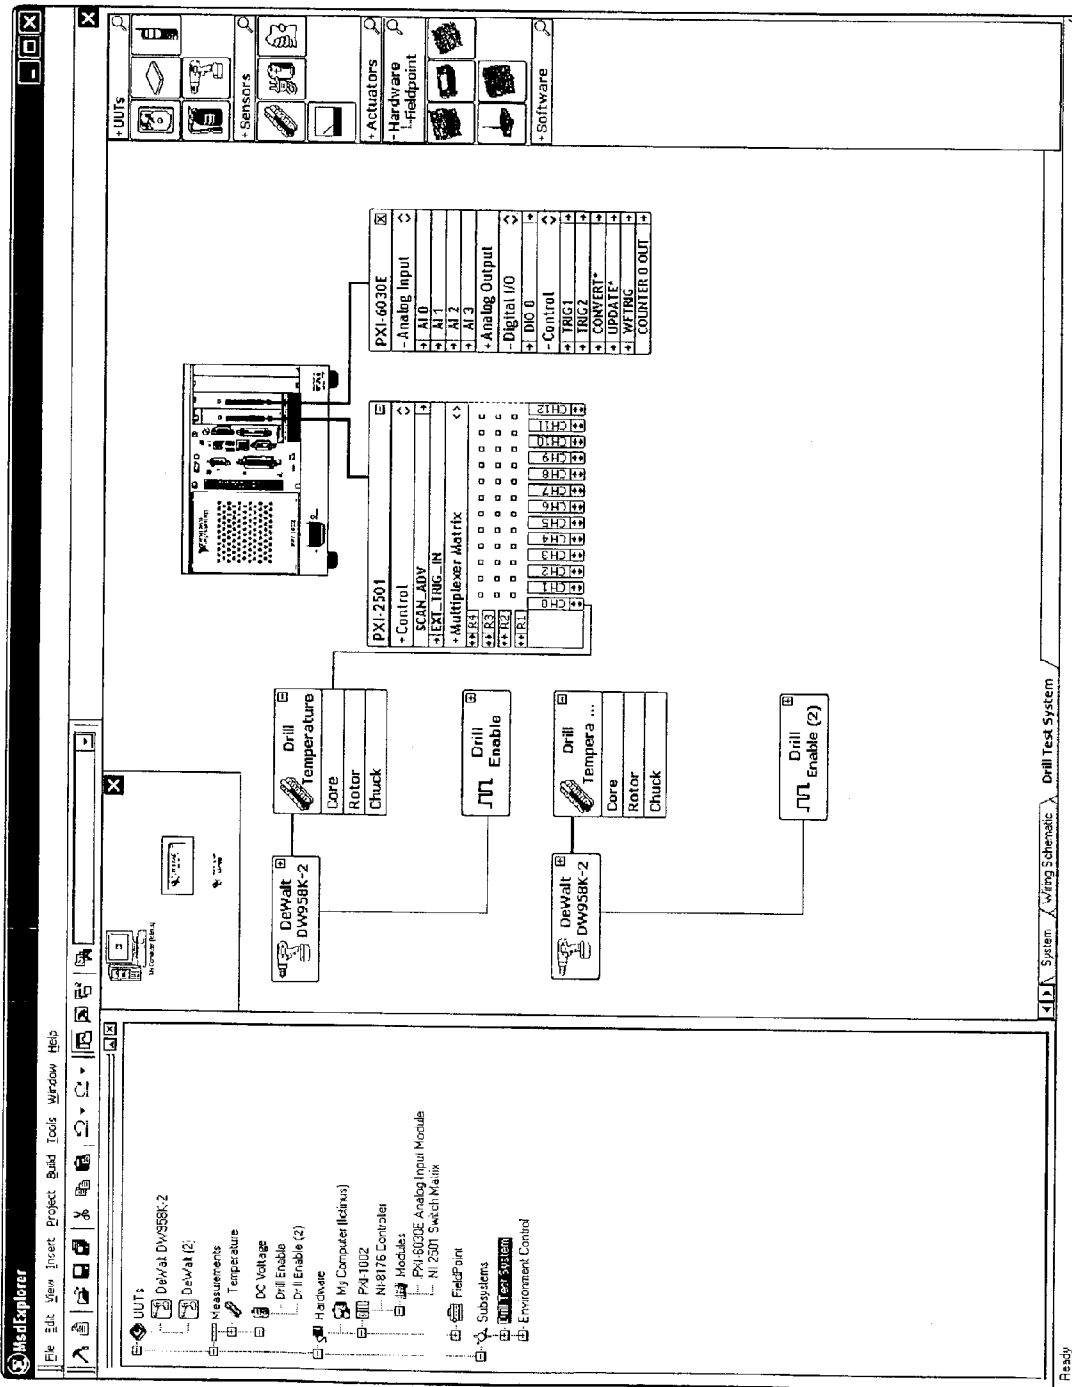 MedExplorer
File Edit View Insert Project Build Tools Window Help
UUTs
DeWalt DW958K-2
DeWalt (2)
Measurements
Temperature
DC Voltage
Drill Enable
Drill Enable (2)
Hardware
My Computer (Ictinus)
PXI-1002
NI-8176 Controller
Modules
PXI-6030E Analog Input Module
NI 2501 Switch Matrix
FieldPoint
Subsystems
Drill Test System
Environment Control
DeWalt
DW958K-2
Drill
Temperature
Core
Rotor
Chuck
Drill
Enable
DeWalt
DW958K-2
Drill
Tempera ...
Core
Rotor
Chuck
Drill
Enable (2)
PXI-2501
+Control
SCAN_ADV
EXT_TRIG_IN
+Multiplexer Matrix
R4
R3
R2
R1
CH0 CH1 CH2 CH3 CH4 CH5 CH6 CH7 CH8 CH9 CH10 CH11 CH12
PXI-6030E
-Analog Input
AI 0
AI 1
AI 2
AI 3
+Analog Output
-Digital I/O
DIO 0
-Control
TRIG1
TRIG2
CONVERT*
UPDATE*
WFTRIG
COUNTER 0 OUT
+UUTs
+Sensors
+Actuators
-Hardware
Fieldpoint
+Software
System
Wiring Schematic
Drill Test System
Ready